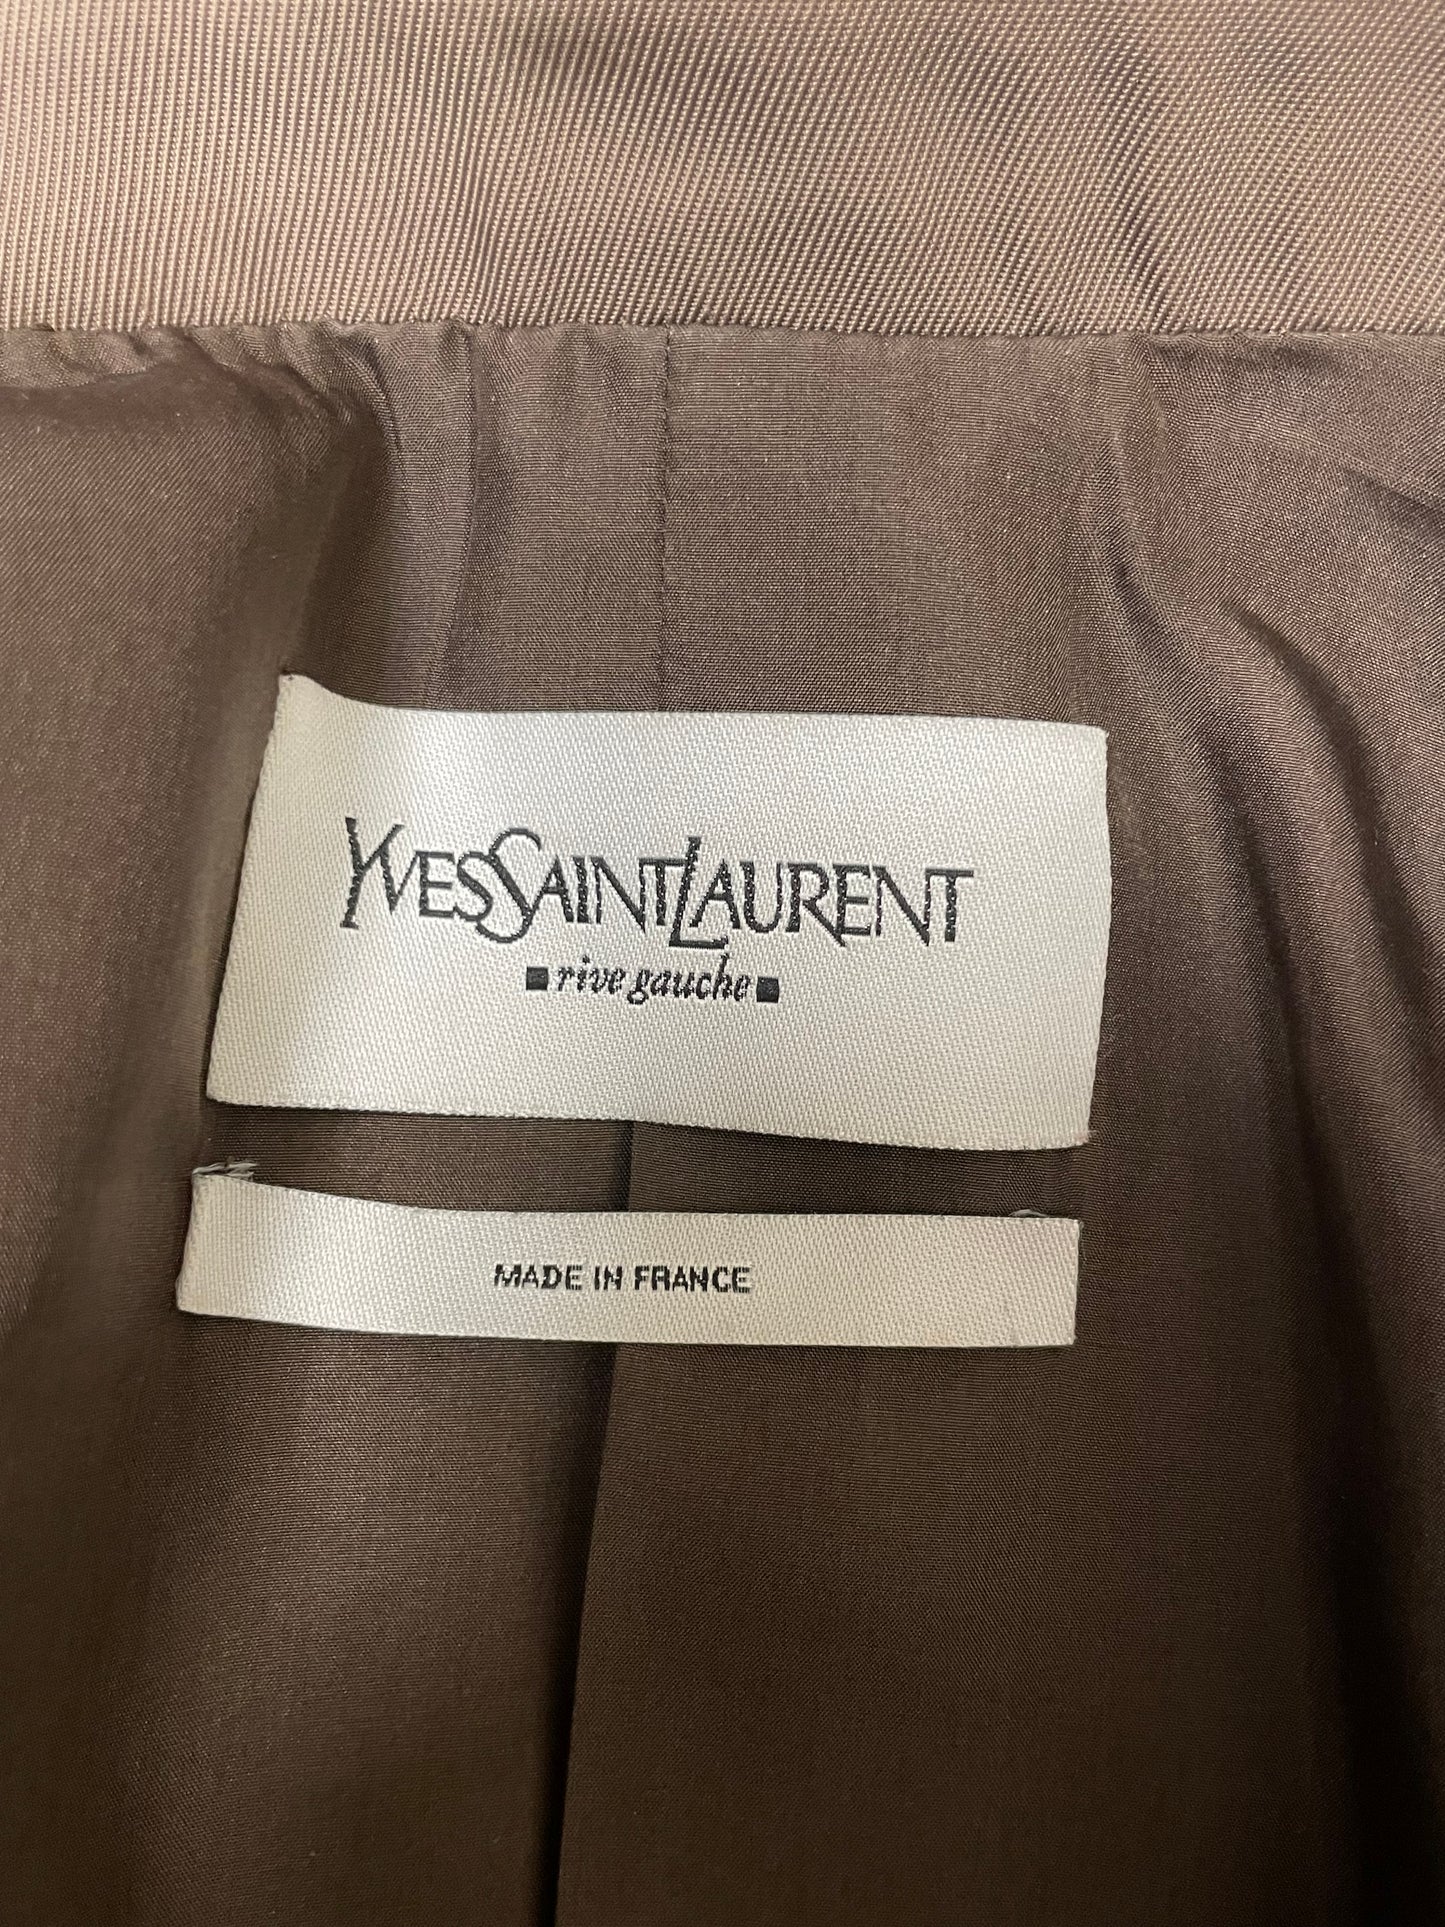 YVESSAINTLAURENT
▪rive gauche▪
MADE IN FRANCE